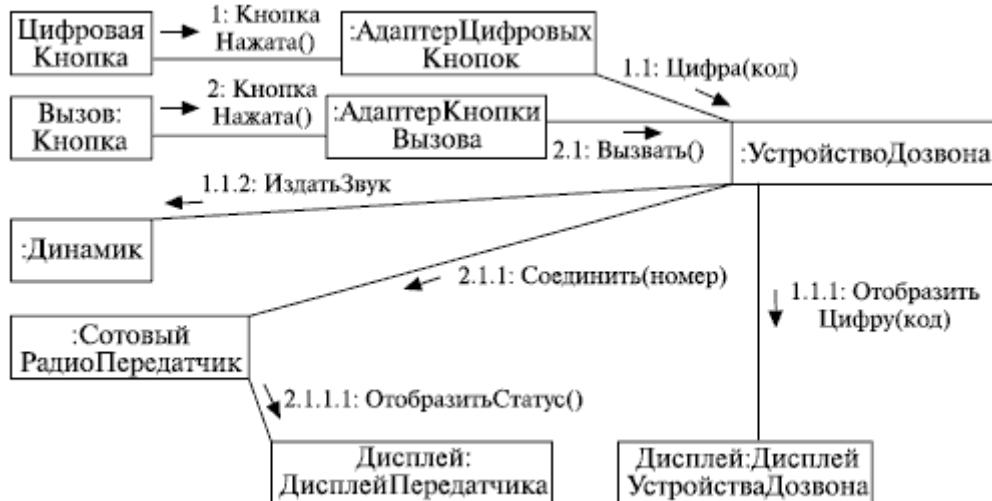 Цифровая
Кнопка
1: Кнопка
Нажата()
:АдаптерЦифровых
Кнопок
1.1: Цифра(код)
Вызов:
Кнопка
2: Кнопка
Нажата()
:АдаптерКнопки
Вызова
2.1: Вызвать()
:УстройствоДозвона
1.1.2: ИздатьЗвук
:Динамик
2.1.1: Соединить(номер)
1.1.1: Отобразить
Цифру(код)
:Сотовый
РадиоПередатчик
2.1.1.1: ОтобразитьСтатус()
Дисплей:
ДисплейПередатчика
Дисплей:Дисплей
УстройстваДозвона